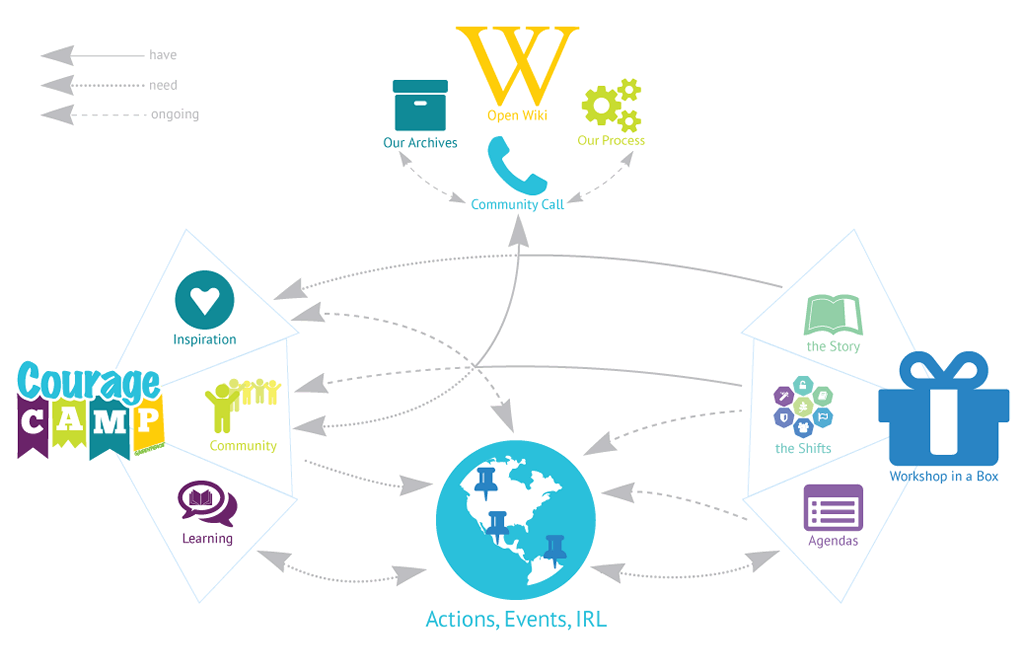 have
need
ongoing
W
Open Wiki
Our Archives
Our Process
Community Call
Inspiration
the Story
Courage
CAMP
GREENPEACE
Community
the Shifts
Workshop in a Box
Learning
Agendas
Actions, Events, IRL